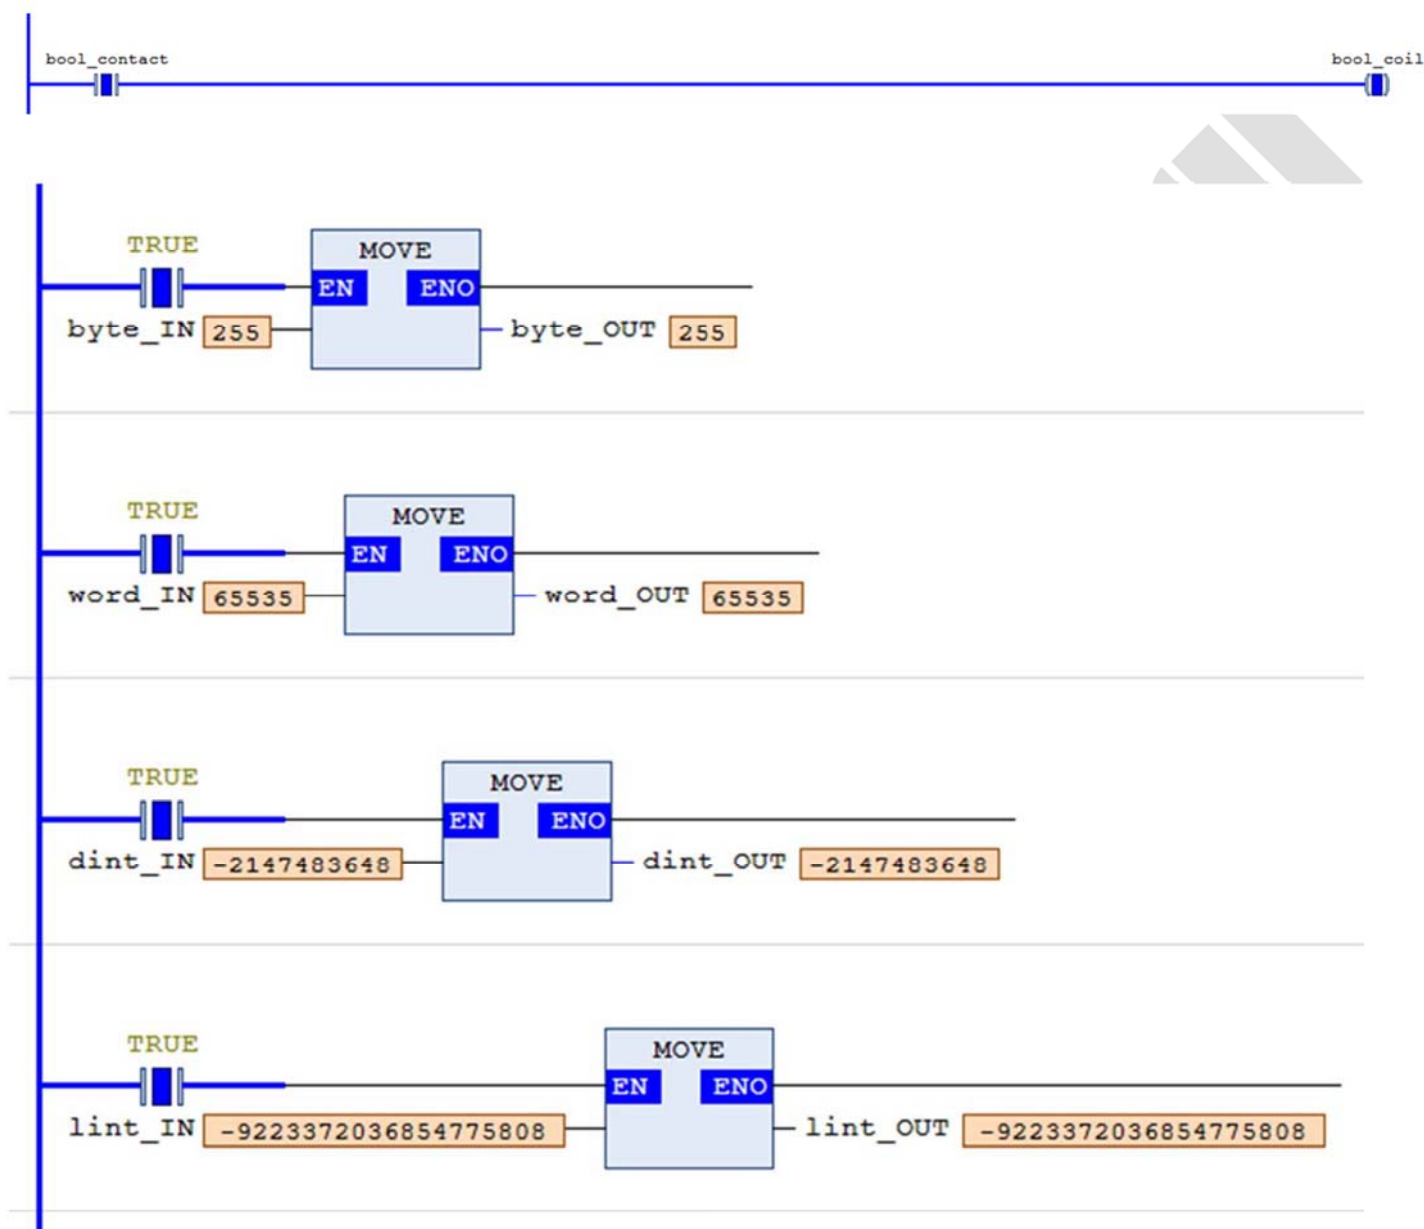 bool_contact bool_coil
TRUE MOVE
EN ENO
byte_IN 255 byte_OUT 255
TRUE MOVE
EN ENO
word_IN 65535 word_OUT 65535
TRUE MOVE
EN ENO
dint_IN -2147483648 dint_OUT -2147483648
TRUE MOVE
EN ENO
lint_IN -9223372036854775808 lint_OUT -9223372036854775808